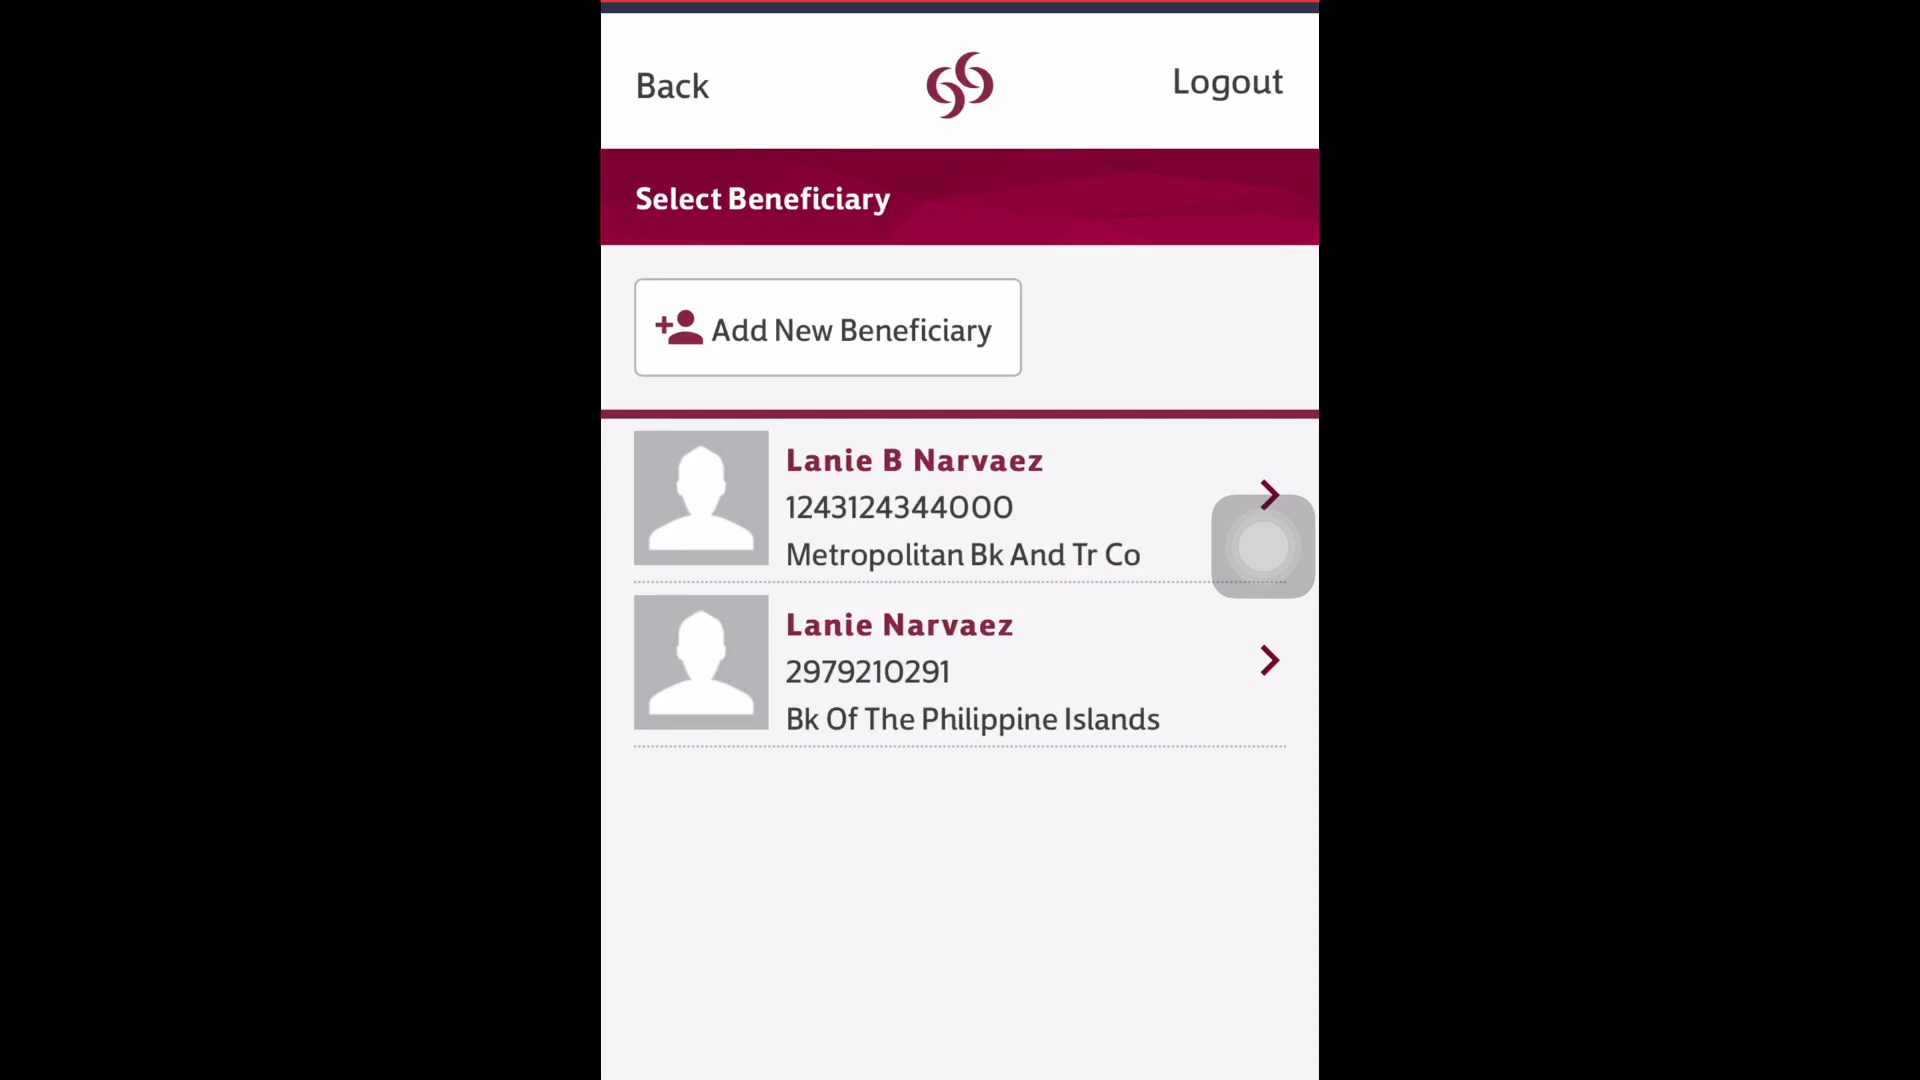 Back
Logout
Select Beneficiary
Add New Beneficiary
Lanie B Narvaez
1243124344000
Metropolitan Bk And Tr Co
Lanie Narvaez
2979210291
Bk Of The Philippine Islands